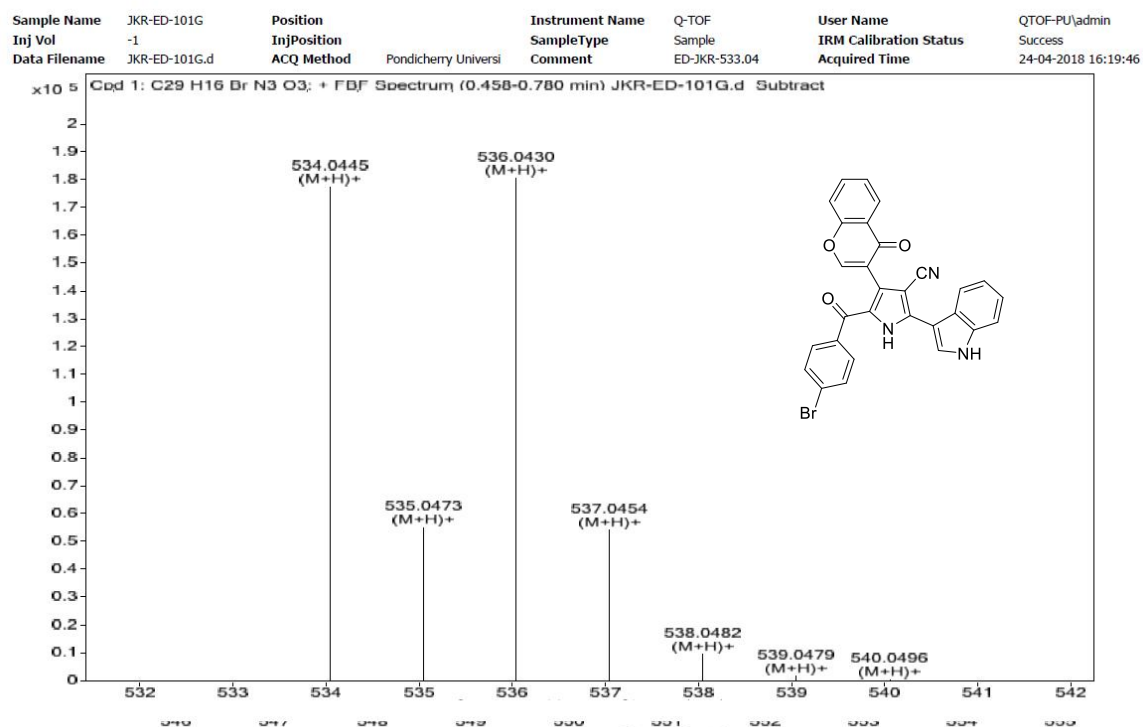 Sample Name JKR-ED-101G Position Instrument Name Q-TOF User Name QTOF-PU\admin
Inj Vol -1 InjPosition SampleType Sample IRM Calibration Status Success
Data Filename JKR-ED-101G.d ACQ Method Pondicherry Universi Comment ED-JKR-533.04 Acquired Time 24-04-2018 16:19:46
x10 5 Cpd 1: C29 H16 Br N3 O3: + FBF Spectrum (0.458-0.780 min) JKR-ED-101G.d Subtract
2
1.9
1.8
1.7
1.6
1.5
1.4
1.3
1.2
1.1
1
0.9
0.8
0.7
0.6
0.5
0.4
0.3
0.2
0.1
0
534.0445
(M+H)+
536.0430
(M+H)+
535.0473
(M+H)+
537.0454
(M+H)+
538.0482
(M+H)+
539.0479
(M+H)+
540.0496
(M+H)+
O
O
CN
O
N
H
NH
Br
532 533 534 535 536 537 538 539 540 541 542